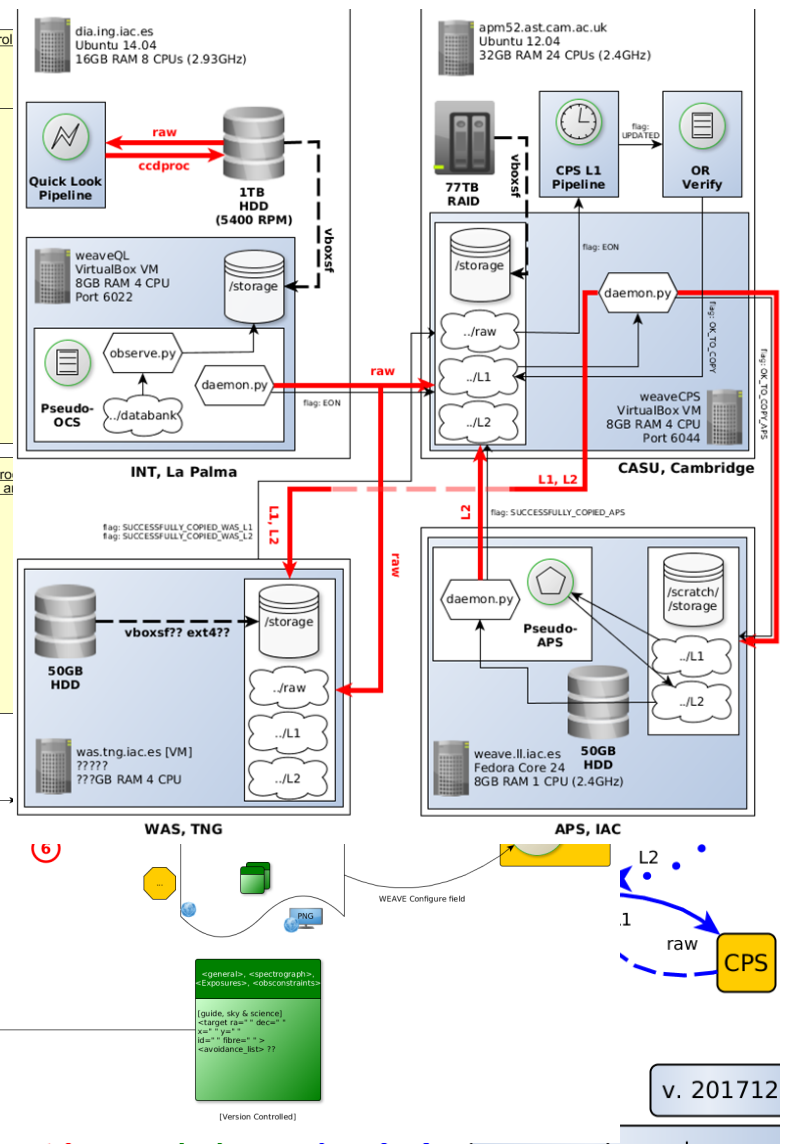 dia.ing.iac.es
Ubuntu 14.04
16GB RAM 8 CPUs (2.93GHz)
raw
ccdproc
Quick Look
Pipeline
1TB
HDD
(5400 RPM)
vboxsf
weaveQL
VirtualBox VM
8GB RAM 4 CPU
Port 6022
/storage
observe.py
daemon.py
Pseudo-
OCS
../databank
raw
flag: EON
INT, La Palma
apm52.ast.cam.ac.uk
Ubuntu 12.04
32GB RAM 24 CPUs (2.4GHz)
77TB
RAID
vboxsf
CPS L1
Pipeline
flag:
UPDATED
OR
Verify
/storage
flag: EON
daemon.py
../raw
../L1
../L2
flag: OK_TO_COPY
flag: OK_TO_COPY_APS
weaveCPS
VirtualBox VM
8GB RAM 4 CPU
Port 6044
CASU, Cambridge
L1, L2
L1, L2
L2
flag: SUCCESSFULLY_COPIED_APS
flag: SUCCESSFULLY_COPIED_WAS_L1
flag: SUCCESSFULLY_COPIED_WAS_L2
raw
50GB
HDD
vboxsf?? ext4??
/storage
../raw
../L1
../L2
was.tng.iac.es [VM]
?????
???GB RAM 4 CPU
WAS, TNG
daemon.py
Pseudo-
APS
/scratch/
/storage
../L1
../L2
50GB
HDD
weave.ll.iac.es
Fedora Core 24
8GB RAM 1 CPU (2.4GHz)
APS, IAC
6
...
PNG
WEAVE Configure field
<general>, <spectrograph>,
<Exposures>, <obsconstraints>
[guide, sky & science]
<target ra=" " dec=" "
x=" " y=" "
id=" " fibre=" " >
<avoidance_list> ??
[Version Controlled]
L2
raw
CPS
v. 201712